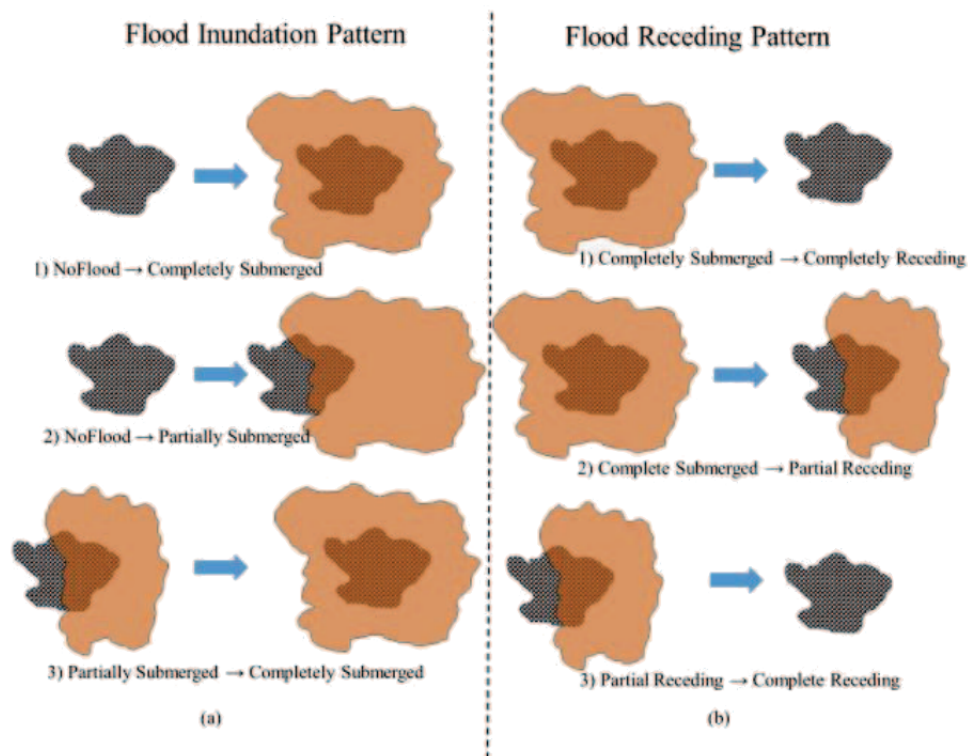 Flood Inundation Pattern
1) NoFlood → Completely Submerged
2) NoFlood → Partially Submerged
3) Partially Submerged → Completely Submerged
(a)
Flood Receding Pattern
1) Completely Submerged → Completely Receding
2) Complete Submerged → Partial Receding
3) Partial Receding → Complete Receding
(b)